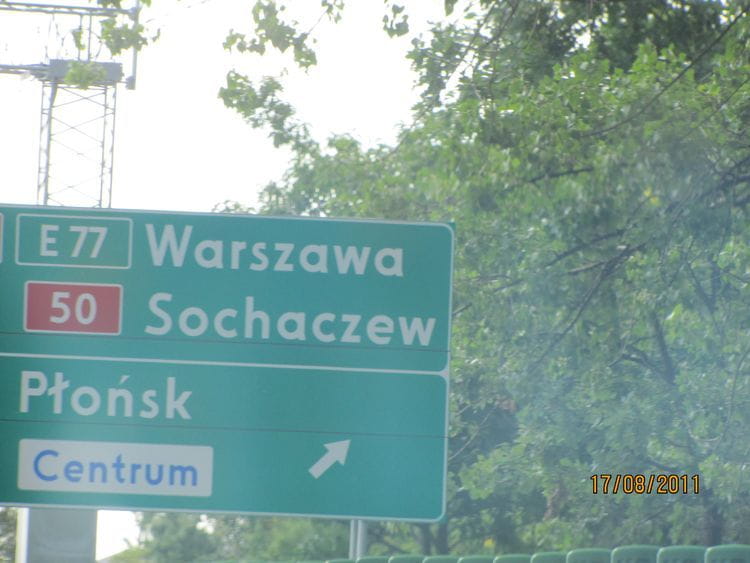 E 77 Warszawa
50 Sochaczew
Płońsk
Centrum
17/08/2011